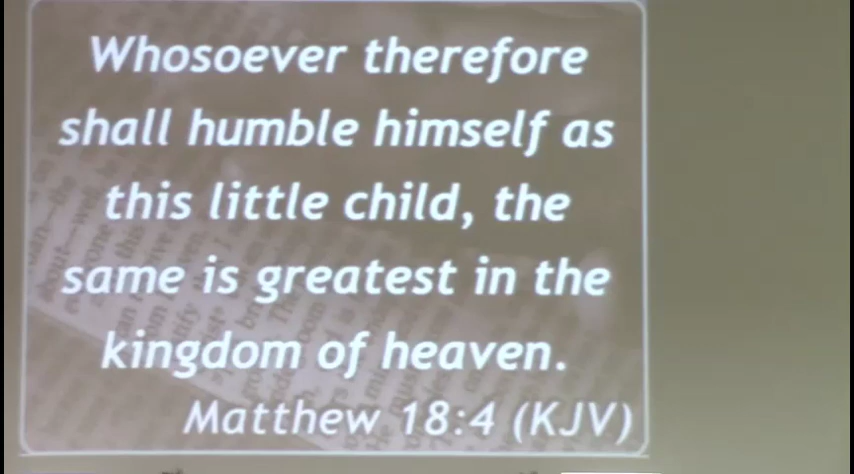 Whosoever therefore
shall humble himself as
this little child, the
same is greatest in the
kingdom of heaven.
Matthew 18:4 (KJV)